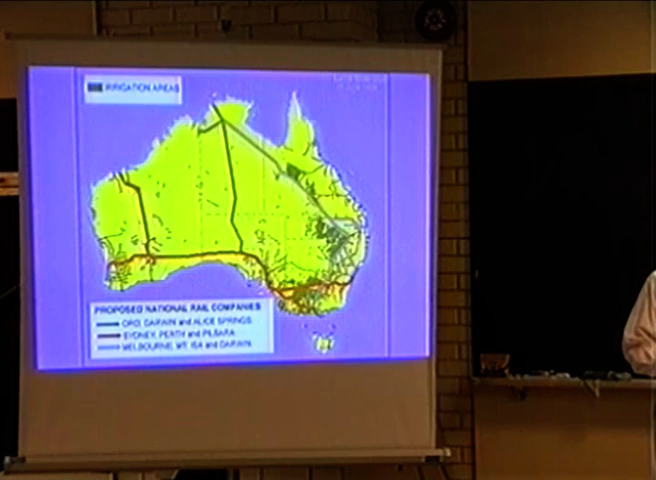 IRRIGATION AREAS
PROPOSED NATIONAL RAIL COMPANIES
ORD, DARWIN and ALICE SPRINGS
SYDNEY, PERTH and PILBARA
MELBOURNE, MT. ISA and DARWIN